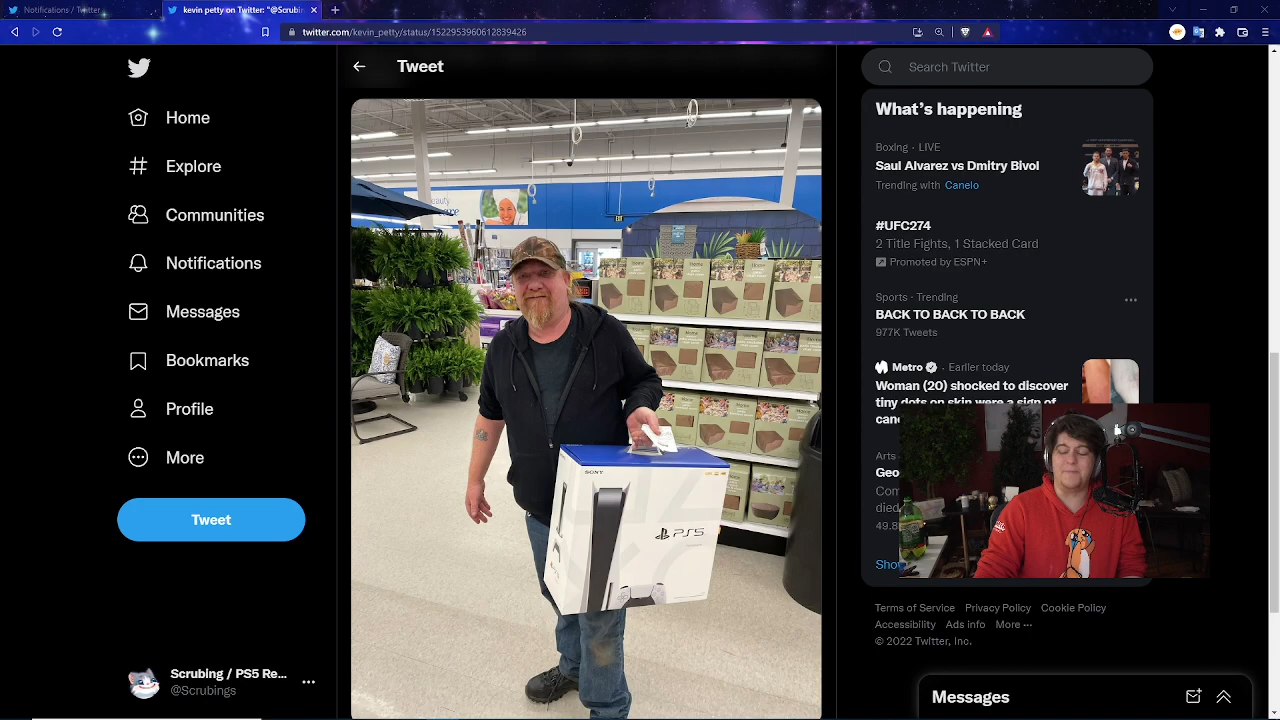 Notifications / Twitter
kevin petty on Twitter: "@Scrubin
twitter.com/kevin_petty/status/1522953960612839426
Home
Explore
Communities
Notifications
Messages
Bookmarks
Profile
More
Tweet
Scrubing / PS5 Re...
@Scrubings
Tweet
SONY
PS5
Search Twitter
What's happening
Boxing · LIVE
Saul Alvarez vs Dmitry Bivol
Trending with Canelo
#UFC274
2 Title Fights, 1 Stacked Card
Promoted by ESPN+
Sports · Trending
BACK TO BACK TO BACK
977K Tweets
Metro · Earlier today
Woman (20) shocked to discover
tiny dots on skin were a sign of
Arts
Geo
died
49.8
Terms of Service Privacy Policy Cookie Policy
Accessibility Ads info More ...
© 2022 Twitter, Inc.
Messages